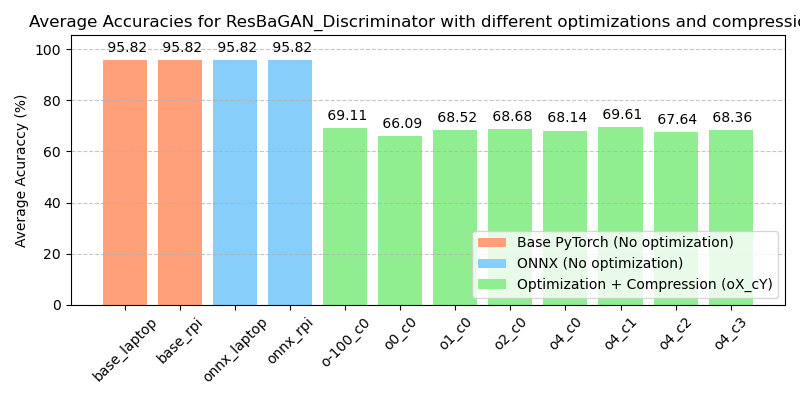 Average Accuracies for ResBaGAN_Discriminator with different optimizations and compressi
Average Acuraccy (%)
100
80
60
40
20
0
95.82 95.82 95.82 95.82 69.11 66.09 68.52 68.68 68.14 69.61 67.64 68.36
Base PyTorch (No optimization)
ONNX (No optimization)
Optimization + Compression (oX_cY)
base_laptop base_rpi onnx_laptop onnx_rpi o-100_c0 o0_c0 o1_c0 o2_c0 o4_c0 o4_c1 o4_c2 o4_c3